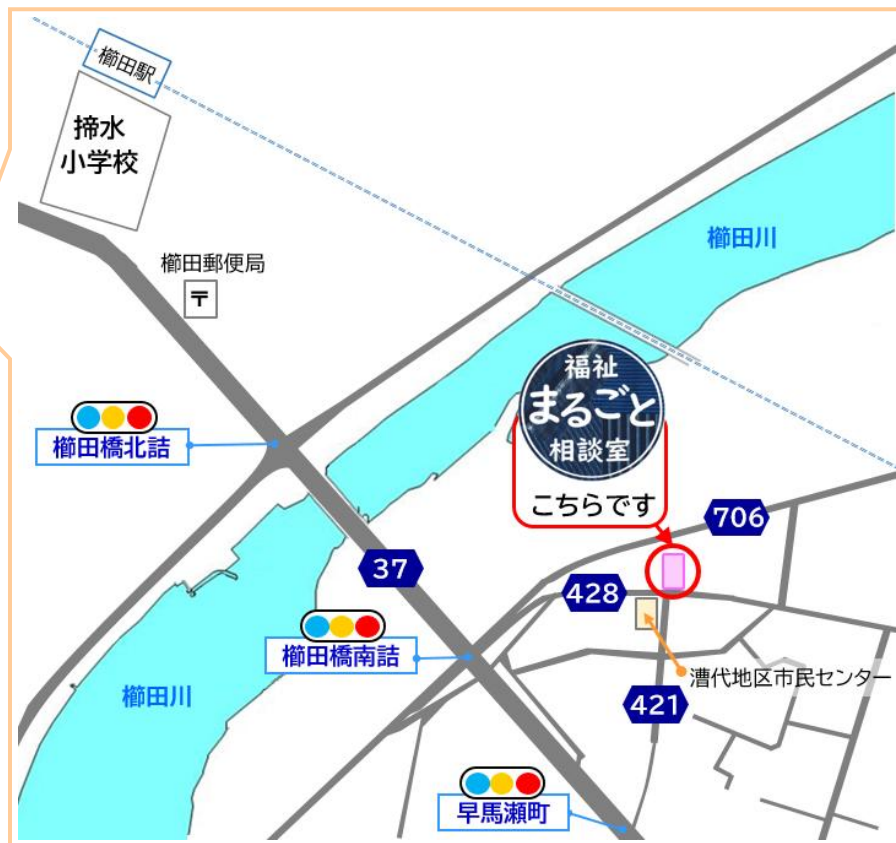 櫛田駅
揥水
小学校
櫛田郵便局
〒
櫛田川
福祉
まるごと
相談室
こちらです
櫛田橋北詰
706
37
428
櫛田橋南詰
櫛田川
漕代地区市民センター
421
早馬瀬町